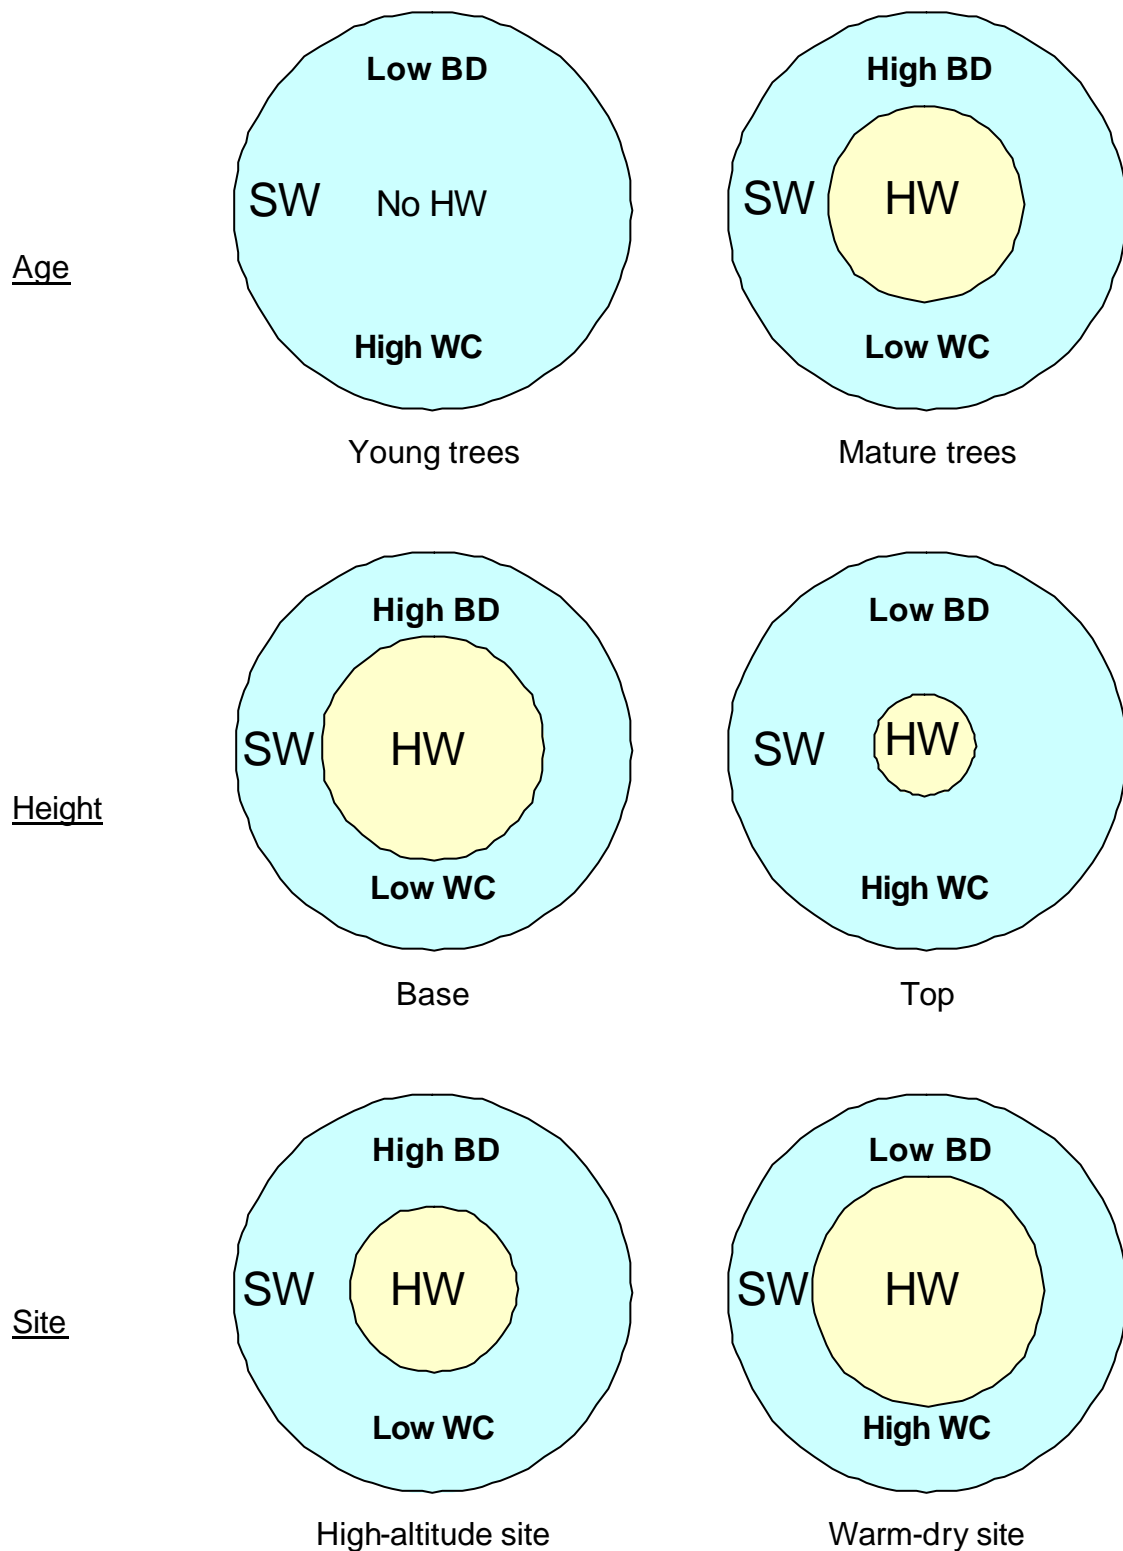 Age
Low BD
SW
No HW
High WC
Young trees
High BD
SW
HW
Low WC
Mature trees
Height
High BD
SW
HW
Low WC
Base
Low BD
SW
HW
High WC
Top
Site
High BD
SW
HW
Low WC
High-altitude site
Low BD
SW
HW
High WC
Warm-dry site